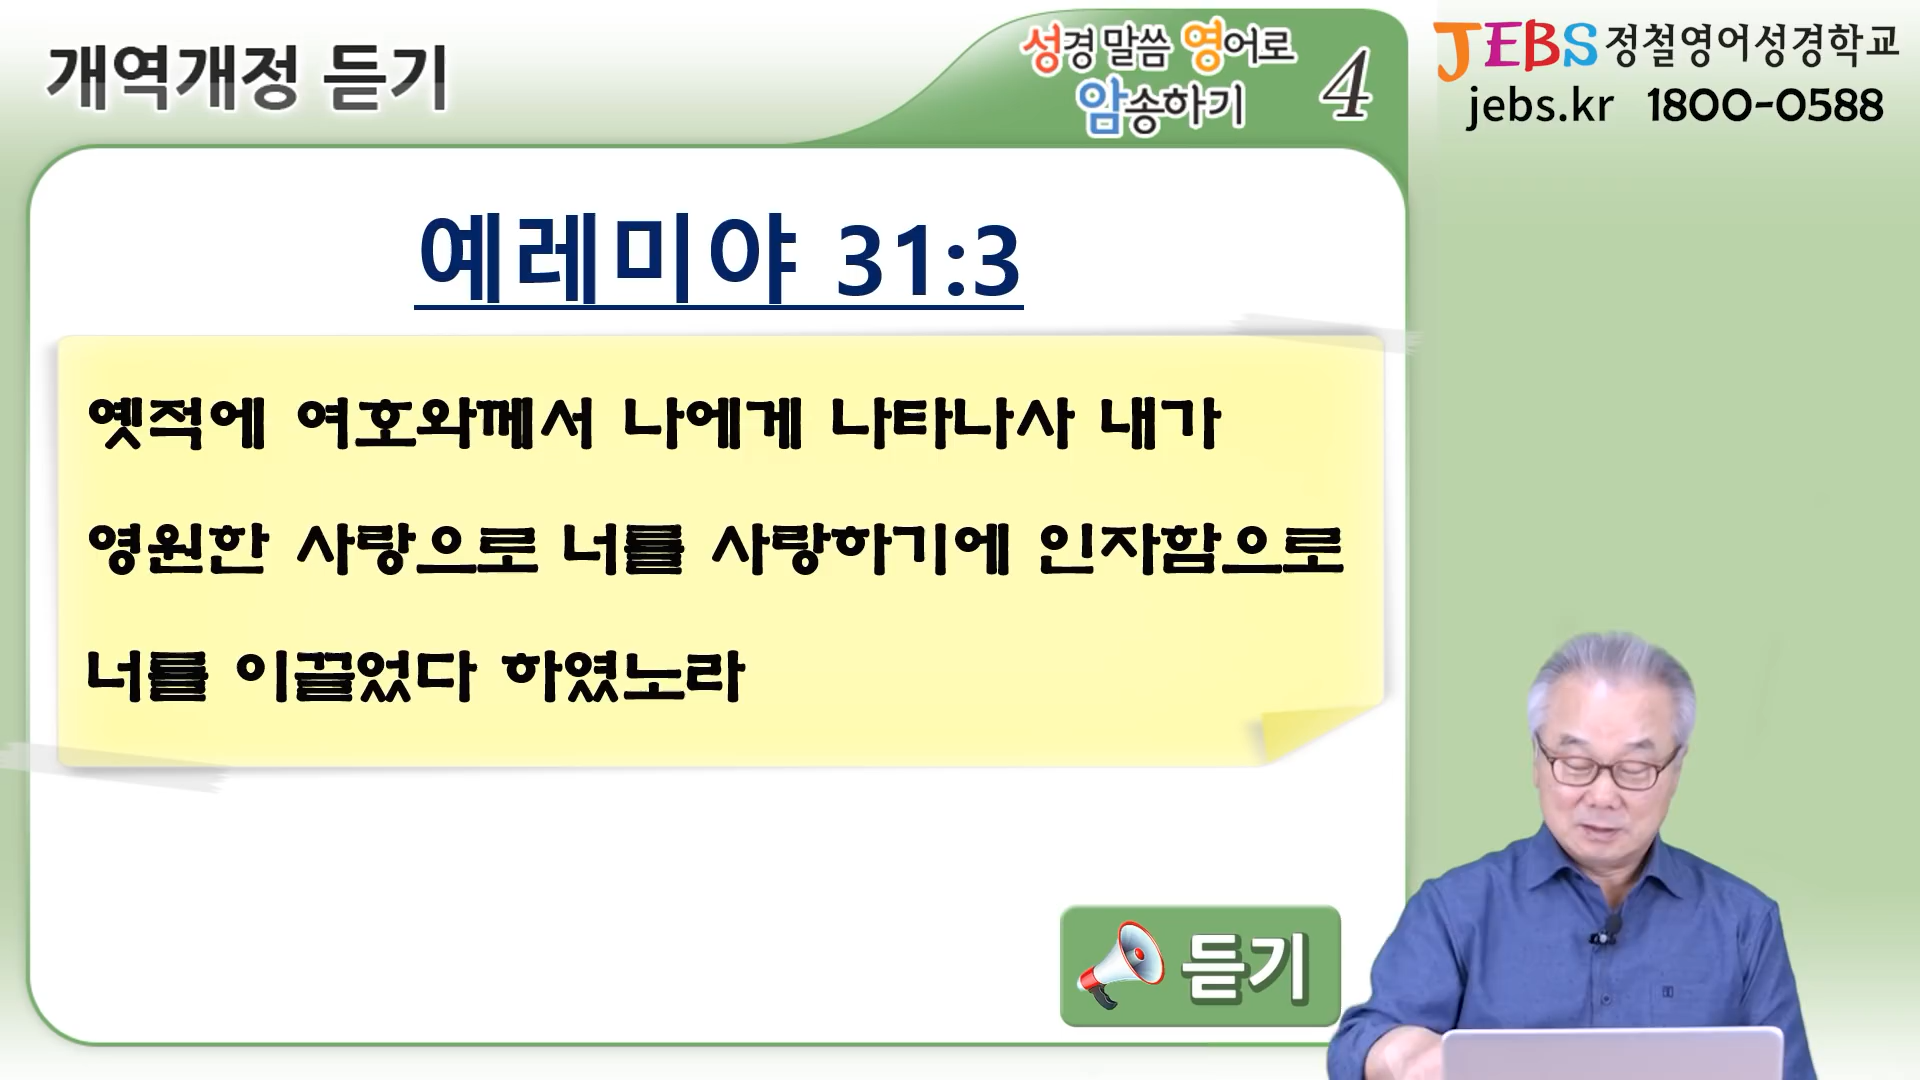 개역개정 듣기
성경 말씀 영어로
암송하기
4
JEBS 정철영어성경학교
jebs.kr 1800-0588
예레미야 31:3
옛적에 여호와께서 나에게 나타나사 내가
영원한 사랑으로 너를 사랑하기에 인자함으로
너를 이끌었다 하였노라
듣기